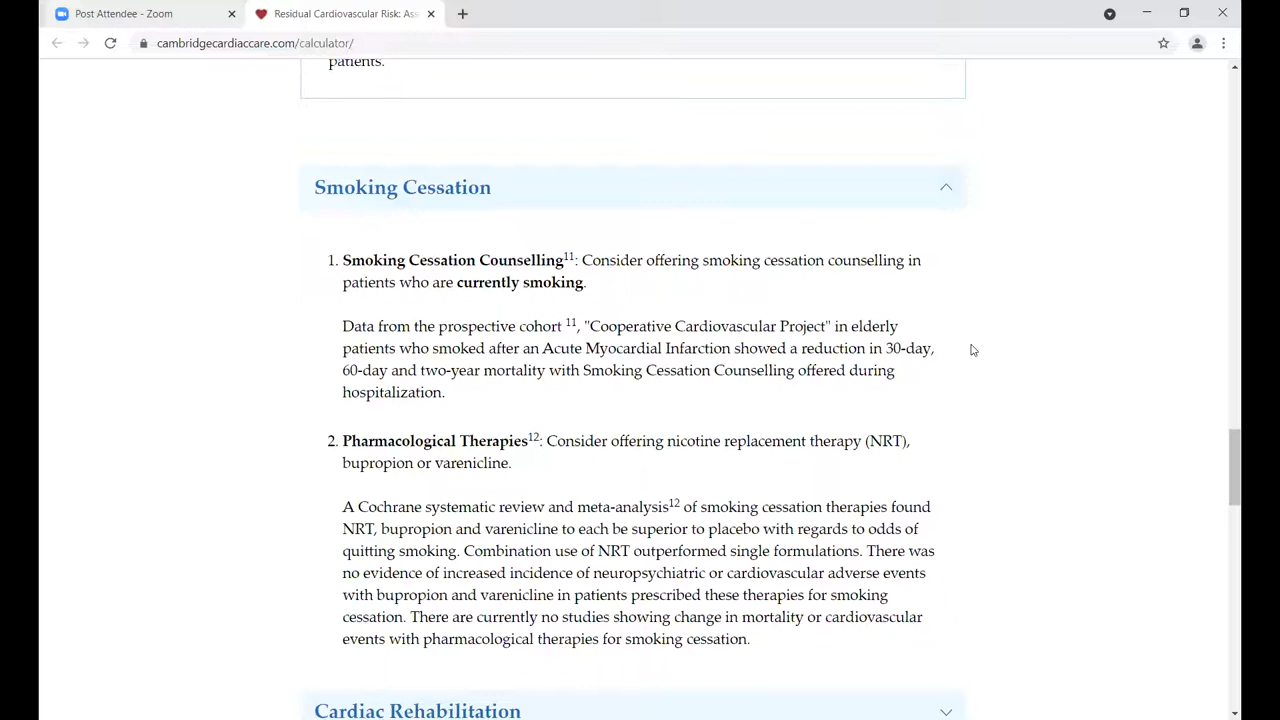 Post Attendee - Zoom
Residual Cardiovascular Risk: Ass
cambridgecardiaccare.com/calculator/
patients.
Smoking Cessation
1. Smoking Cessation Counselling11: Consider offering smoking cessation counselling in
patients who are currently smoking.
Data from the prospective cohort 11, "Cooperative Cardiovascular Project" in elderly
patients who smoked after an Acute Myocardial Infarction showed a reduction in 30-day,
60-day and two-year mortality with Smoking Cessation Counselling offered during
hospitalization.
2. Pharmacological Therapies12: Consider offering nicotine replacement therapy (NRT),
bupropion or varenicline.
A Cochrane systematic review and meta-analysis12 of smoking cessation therapies found
NRT, bupropion and varenicline to each be superior to placebo with regards to odds of
quitting smoking. Combination use of NRT outperformed single formulations. There was
no evidence of increased incidence of neuropsychiatric or cardiovascular adverse events
with bupropion and varenicline in patients prescribed these therapies for smoking
cessation. There are currently no studies showing change in mortality or cardiovascular
events with pharmacological therapies for smoking cessation.
Cardiac Rehabilitation